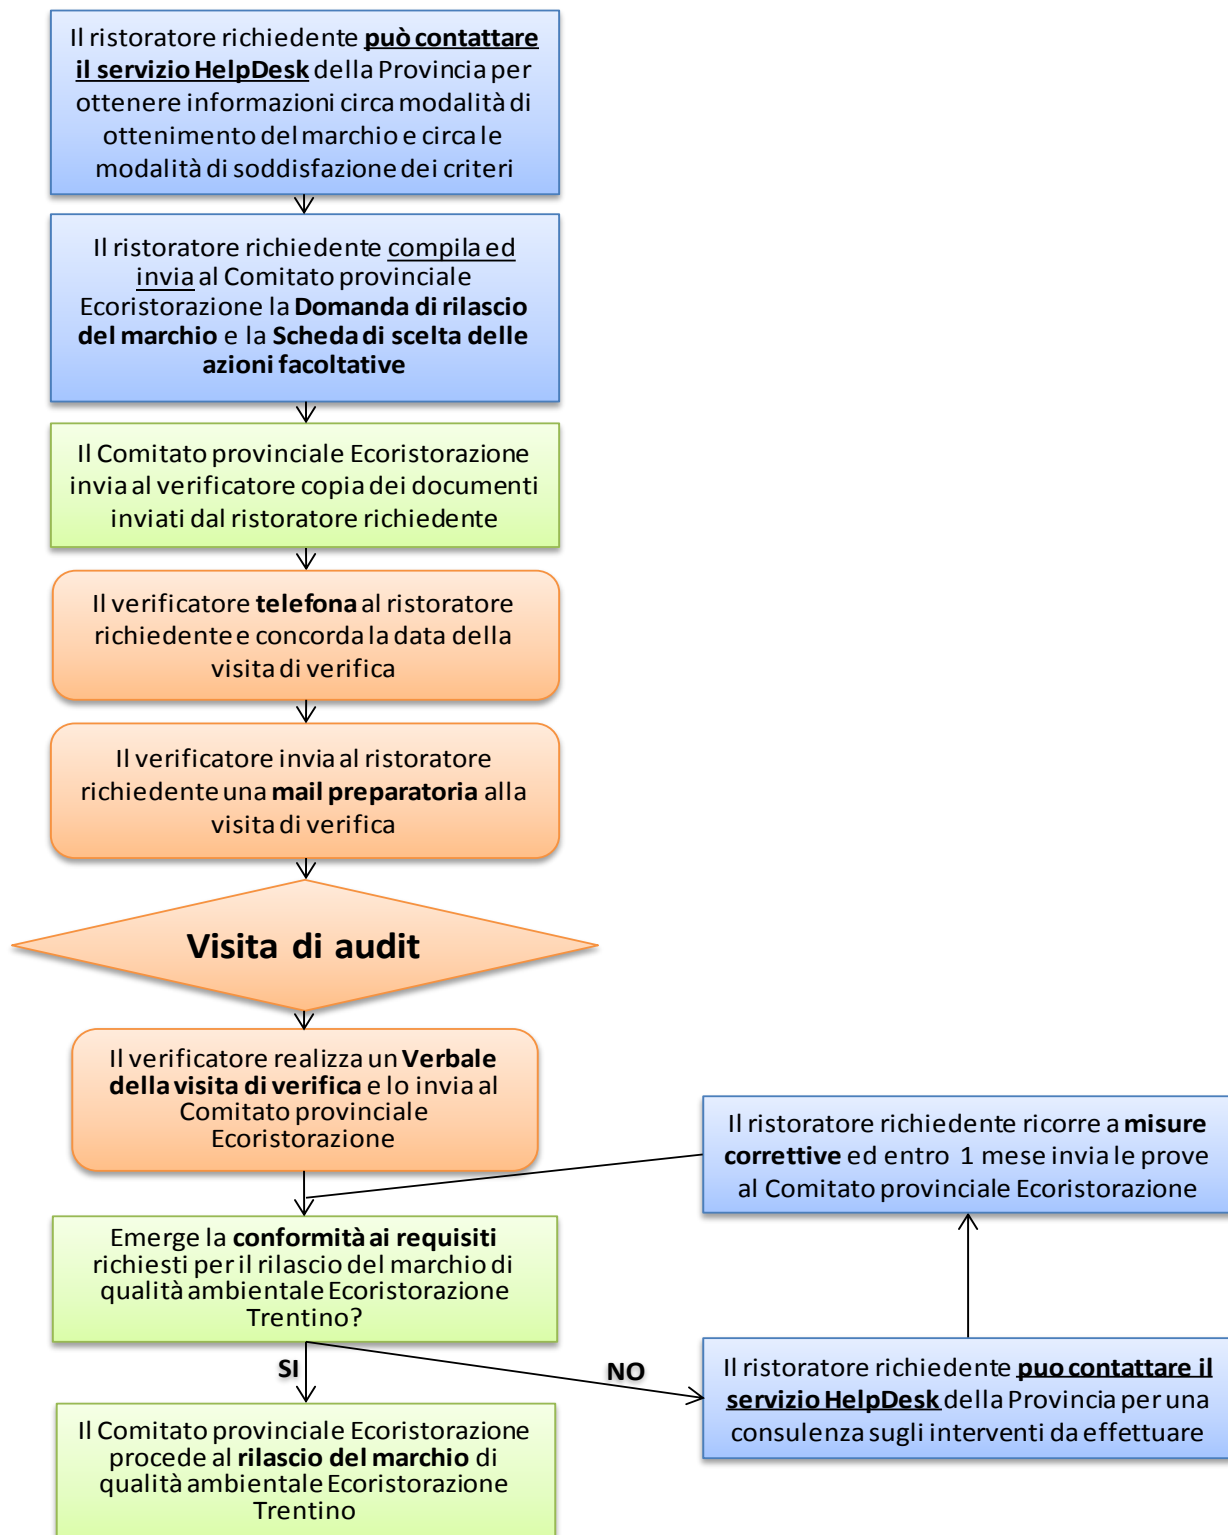 Il ristoratore richiedente può contattare
il servizio HelpDesk della Provincia per
ottenere informazioni circa modalità di
ottenimento del marchio e circa le
modalità di soddisfazione dei criteri
Il ristoratore richiedente compila ed
invia al Comitato provinciale
Ecoristorazione la Domanda di rilascio
del marchio e la Scheda di scelta delle
azioni facoltative
Il Comitato provinciale Ecoristorazione
invia al verificatore copia dei documenti
inviati dal ristoratore richiedente
Il verificatore telefona al ristoratore
richiedente e concorda la data della
visita di verifica
Il verificatore invia al ristoratore
richiedente una mail preparatoria alla
visita di verifica
Visita di audit
Il verificatore realizza un Verbale
della visita di verifica e lo invia al
Comitato provinciale
Ecoristorazione
Emerge la conformità ai requisiti
richiesti per il rilascio del marchio di
qualità ambientale Ecoristorazione
Trentino?
SI
NO
Il ristoratore richiedente puo contattare il
servizio HelpDesk della Provincia per una
consulenza sugli interventi da effettuare
Il ristoratore richiedente ricorre a misure
correttive ed entro 1 mese invia le prove
al Comitato provinciale Ecoristorazione
Il Comitato provinciale Ecoristorazione
procede al rilascio del marchio di
qualità ambientale Ecoristorazione
Trentino